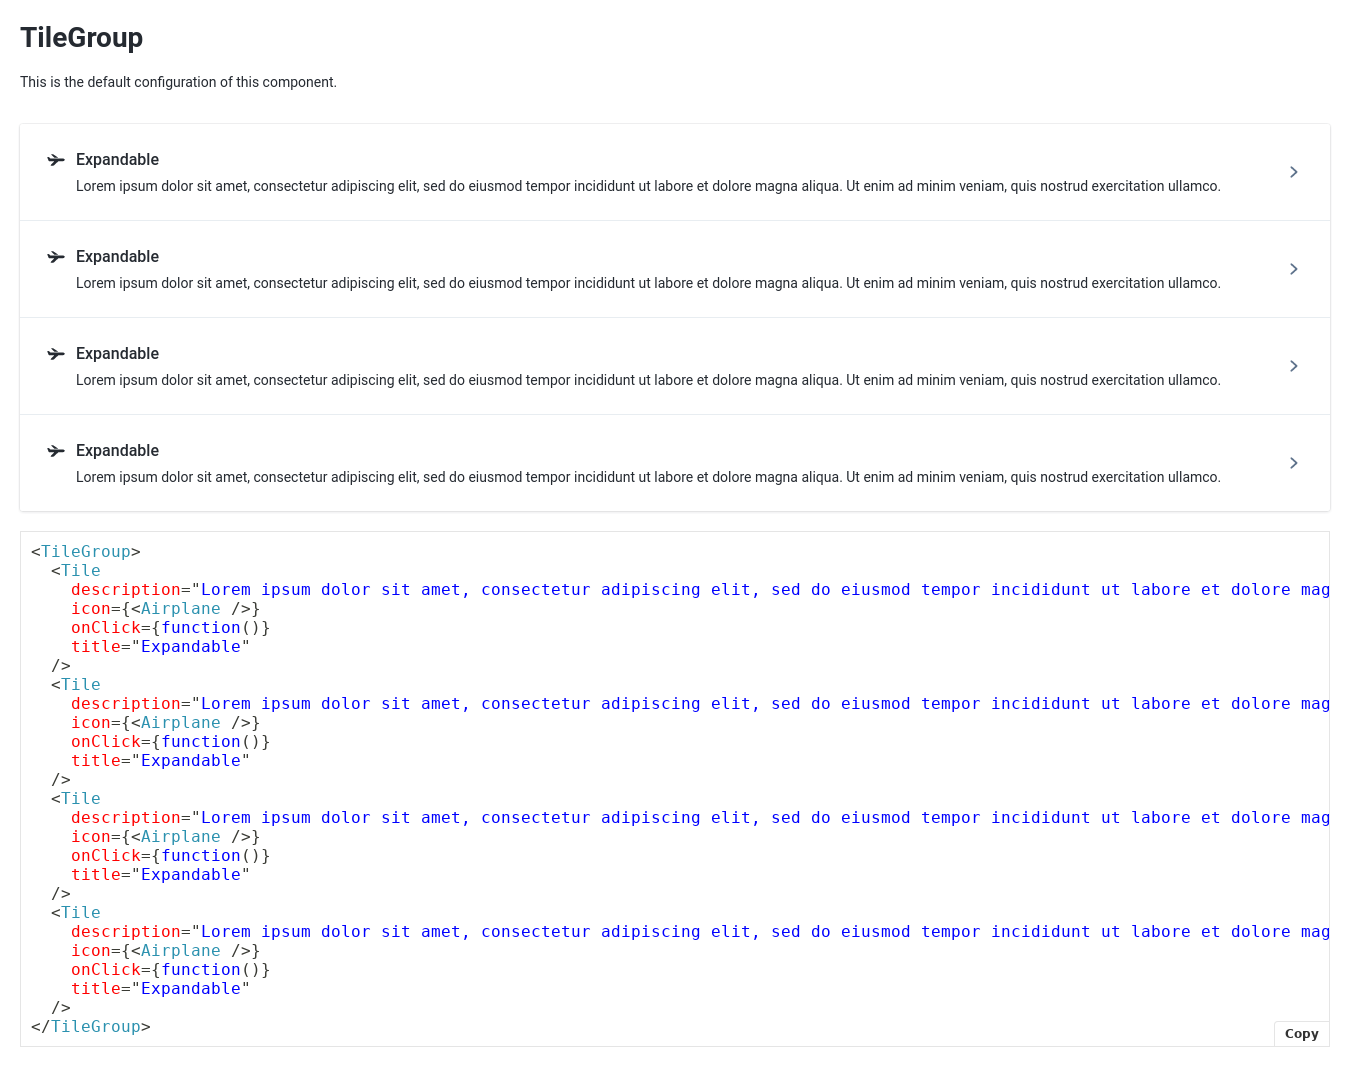 TileGroup
This is the default configuration of this component.
Expandable
Lorem ipsum dolor sit amet, consectetur adipiscing elit, sed do eiusmod tempor incididunt ut labore et dolore magna aliqua. Ut enim ad minim veniam, quis nostrud exercitation ullamco.
Expandable
Lorem ipsum dolor sit amet, consectetur adipiscing elit, sed do eiusmod tempor incididunt ut labore et dolore magna aliqua. Ut enim ad minim veniam, quis nostrud exercitation ullamco.
Expandable
Lorem ipsum dolor sit amet, consectetur adipiscing elit, sed do eiusmod tempor incididunt ut labore et dolore magna aliqua. Ut enim ad minim veniam, quis nostrud exercitation ullamco.
Expandable
Lorem ipsum dolor sit amet, consectetur adipiscing elit, sed do eiusmod tempor incididunt ut labore et dolore magna aliqua. Ut enim ad minim veniam, quis nostrud exercitation ullamco.
<TileGroup>
  <Tile
    description="Lorem ipsum dolor sit amet, consectetur adipiscing elit, sed do eiusmod tempor incididunt ut labore et dolore mag
    icon={<Airplane />}
    onClick={function()}
    title="Expandable"
  />
  <Tile
    description="Lorem ipsum dolor sit amet, consectetur adipiscing elit, sed do eiusmod tempor incididunt ut labore et dolore mag
    icon={<Airplane />}
    onClick={function()}
    title="Expandable"
  />
  <Tile
    description="Lorem ipsum dolor sit amet, consectetur adipiscing elit, sed do eiusmod tempor incididunt ut labore et dolore mag
    icon={<Airplane />}
    onClick={function()}
    title="Expandable"
  />
  <Tile
    description="Lorem ipsum dolor sit amet, consectetur adipiscing elit, sed do eiusmod tempor incididunt ut labore et dolore mag
    icon={<Airplane />}
    onClick={function()}
    title="Expandable"
  />
</TileGroup>
Copy